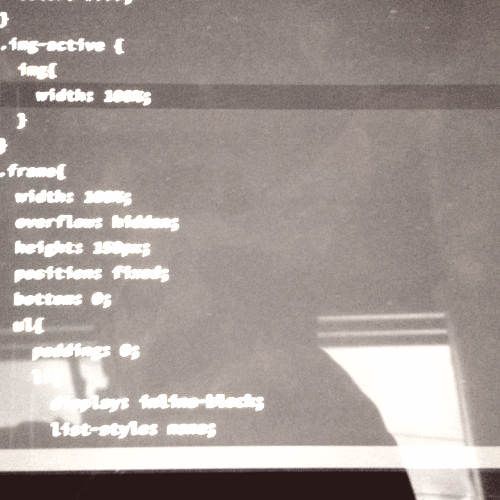 }
.img-active {
img{
width: 100%;
}
}
.frame{
width: 100%;
overflow: hidden;
height: 150px;
position: fixed;
bottom: 0;
ul{
padding: 0;
display: inline-block;
list-style: none;